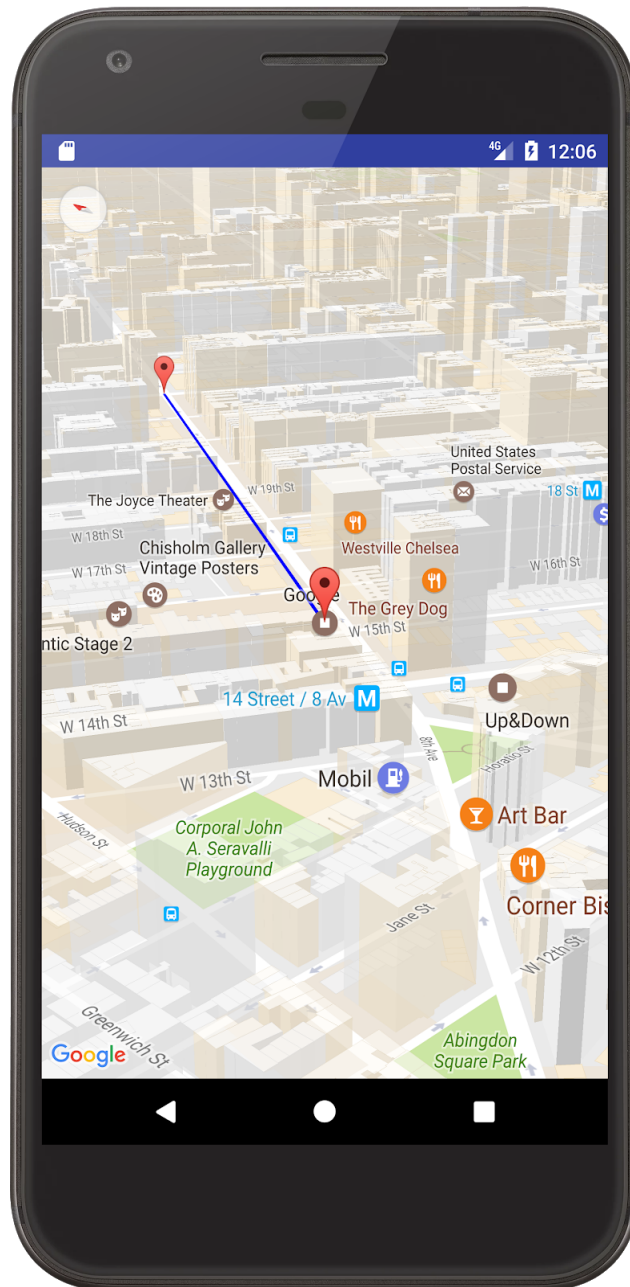 4G
12:06
United States
Postal Service
18 St M
W 19th St
The Joyce Theater
W 18th St
Westville Chelsea
Chisholm Gallery
Vintage Posters
W 17th St
W 16th St
Google
The Grey Dog
W 15th St
ntic Stage 2
14 Street / 8 Av M
Up&Down
W 14th St
8th Ave
Horatio St
W 13th St
Mobil
Hudson St
Art Bar
Corporal John
A. Seravalli
Playground
Corner Bis
Jane St
W 12th St
Greenwich St
Google
Abingdon
Square Park